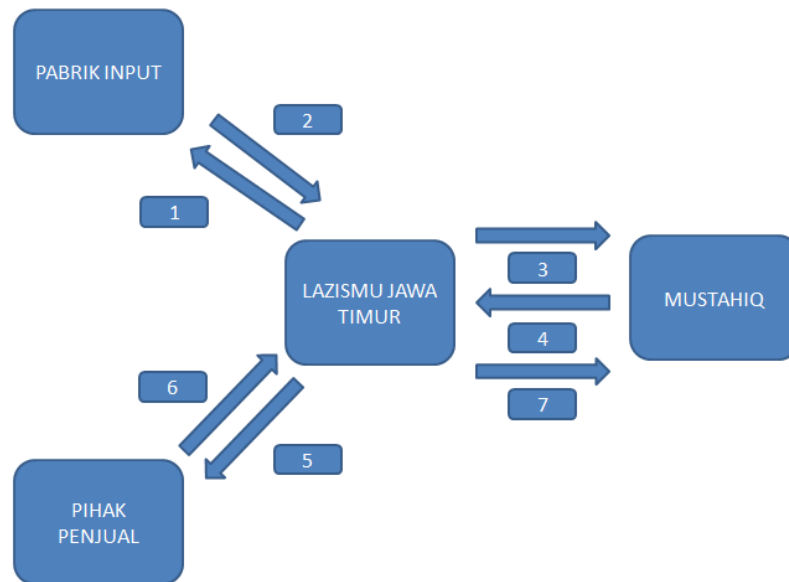 PABRIK INPUT
2
1
LAZISMU JAWA
TIMUR
3
MUSTAHIQ
4
6
7
5
PIHAK
PENJUAL